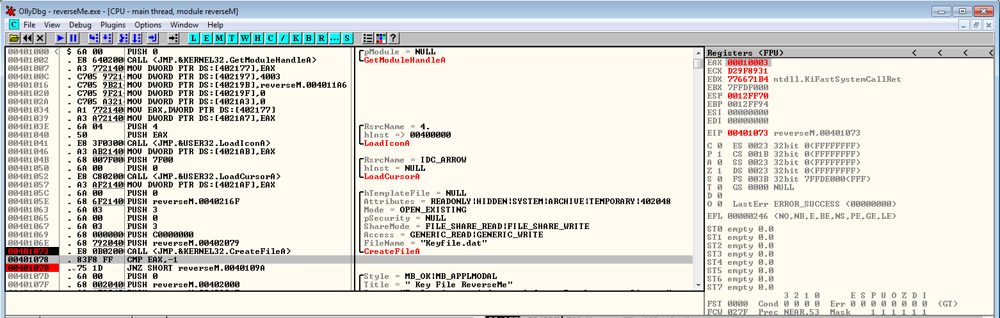 OllyDbg - reverseMe.exe - [CPU - main thread, module reverseM]
C File View Debug Plugins Options Window Help
L E M T W H C / K B R ... S ?
00401000 < $ 6A 00 PUSH 0 pModule = NULL
00401002 . E8 640200 CALL <JMP.&KERNEL32.GetModuleHandleA> GetModuleHandleA
00401007 . A3 772140 MOV DWORD PTR DS:[402177],EAX
0040100C . C705 9721 MOV DWORD PTR DS:[402197],4003
00401016 . C705 9B21 MOV DWORD PTR DS:[40219B],reverseM.004011A6
00401020 . C705 9F21 MOV DWORD PTR DS:[40219F],0
0040102A . C705 A321 MOV DWORD PTR DS:[4021A3],0
00401034 . A1 772140 MOV EAX,DWORD PTR DS:[402177]
00401039 . A3 A72140 MOV DWORD PTR DS:[4021A7],EAX
0040103E . 6A 04 PUSH 4 RsrcName = 4.
00401040 . 50 PUSH EAX hInst => 00400000
00401041 . E8 3F0300 CALL <JMP.&USER32.LoadIconA> LoadIconA
00401046 . A3 AB2140 MOV DWORD PTR DS:[4021AB],EAX
0040104B . 68 007F00 PUSH 7F00 RsrcName = IDC_ARROW
00401050 . 6A 00 PUSH 0 hInst = NULL
00401052 . E8 C80200 CALL <JMP.&USER32.LoadCursorA> LoadCursorA
00401057 . A3 AF2140 MOV DWORD PTR DS:[4021AF],EAX
0040105C . 6A 00 PUSH 0 hTemplateFile = NULL
0040105E . 68 6F2140 PUSH reverseM.0040216F Attributes = READONLY|HIDDEN|SYSTEM|ARCHIVE|TEMPORARY|402048
00401063 . 6A 03 PUSH 3 Mode = OPEN_EXISTING
00401065 . 6A 00 PUSH 0 pSecurity = NULL
00401067 . 6A 03 PUSH 3 ShareMode = FILE_SHARE_READ|FILE_SHARE_WRITE
00401069 . 68 000000 PUSH C0000000 Access = GENERIC_READ|GENERIC_WRITE
0040106E . 68 792040 PUSH reverseM.00402079 FileName = "Keyfile.dat"
00401073 . E8 0B0200 CALL <JMP.&KERNEL32.CreateFileA> CreateFileA
00401078 . 83F8 FF CMP EAX,-1
0040107B . 75 1D JNZ SHORT reverseM.0040109A
0040107D . 6A 00 PUSH 0 Style = MB_OK|MB_APPLMODAL
0040107F . 68 002040 PUSH reverseM.00402000 Title = " Key File ReverseMe"
Registers (FPU) < < < <
EAX 00010003
ECX D29F8931
EDX 776671B4 ntdll.KiFastSystemCallRet
EBX 7FFDF000
ESP 0012FF70
EBP 0012FF94
ESI 00000000
EDI 00000000
EIP 00401073 reverseM.00401073
C 0 ES 0023 32bit 0(FFFFFFFF)
P 1 CS 001B 32bit 0(FFFFFFFF)
A 0 SS 0023 32bit 0(FFFFFFFF)
Z 1 DS 0023 32bit 0(FFFFFFFF)
S 0 FS 003B 32bit 7FFDE000(FFF)
T 0 GS 0000 NULL
D 0
O 0 LastErr ERROR_SUCCESS (00000000)
EFL 00000246 (NO,NB,E,BE,NS,PE,GE,LE)
ST0 empty 0.0
ST1 empty 0.0
ST2 empty 0.0
ST3 empty 0.0
ST4 empty 0.0
ST5 empty 0.0
ST6 empty 0.0
ST7 empty 0.0
3 2 1 0 E S P U O Z D I
FST 0000 Cond 0 0 0 0 Err 0 0 0 0 0 0 0 0 (GT)
FCW 027F Prec NEAR,53 Mask 1 1 1 1 1 1